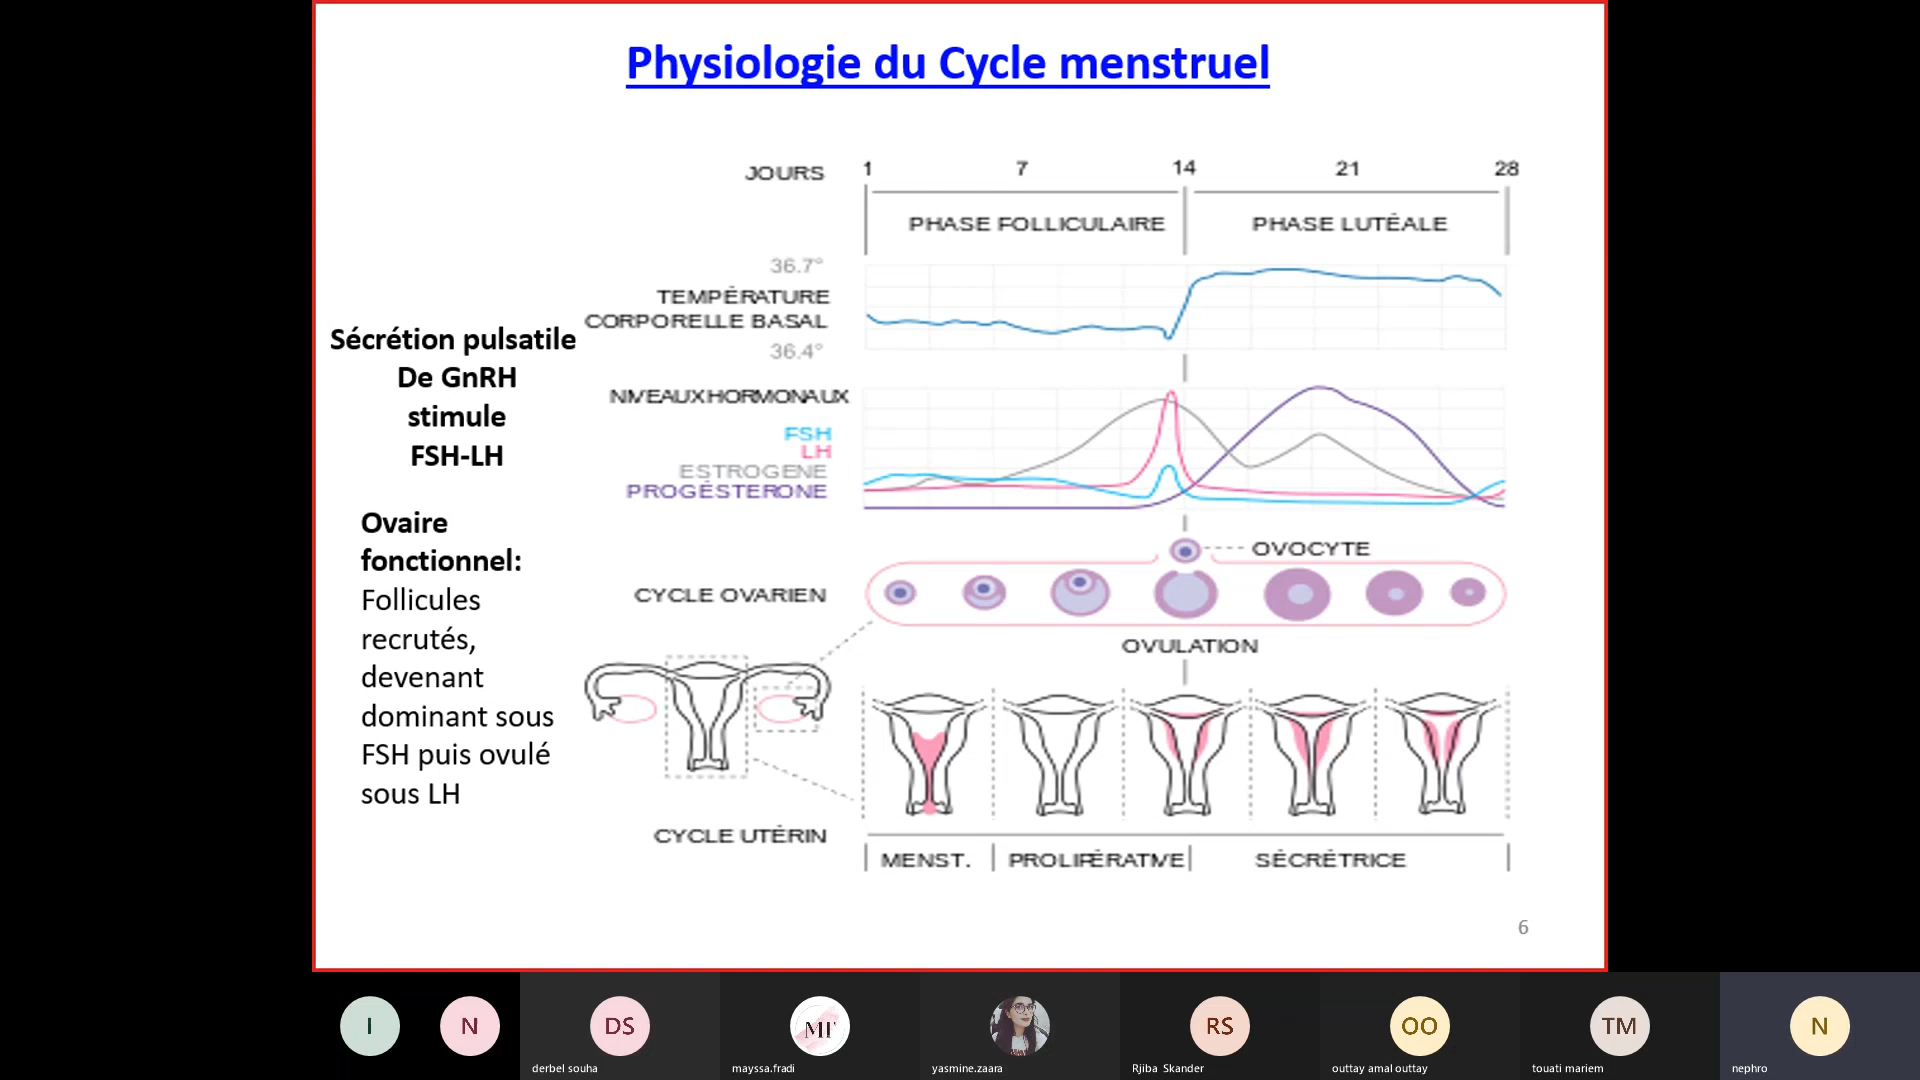 Physiologie du Cycle menstruel
JOURS
1
7
14
21
28
PHASE FOLLICULAIRE
PHASE LUTÉALE
36.7°
TEMPÉRATURE
CORPORELLE BASAL
36.4°
Sécrétion pulsatile
De GnRH
stimule
FSH-LH
NIVEAUX HORMONAUX
FSH
LH
ESTROGENE
PROGÉSTERONE
Ovaire
fonctionnel:
Follicules
recrutés,
devenant
dominant sous
FSH puis ovulé
sous LH
OVOCYTE
CYCLE OVARIEN
OVULATION
CYCLE UTÉRIN
MENST.
PROLIFÉRATIVE
SÉCRÉTRICE
6
I
N
DS
MF
RS
OO
TM
N
derbel souha
mayssa.fradi
yasmine.zaara
Rjiba Skander
outtay amal outtay
touati mariem
nephro